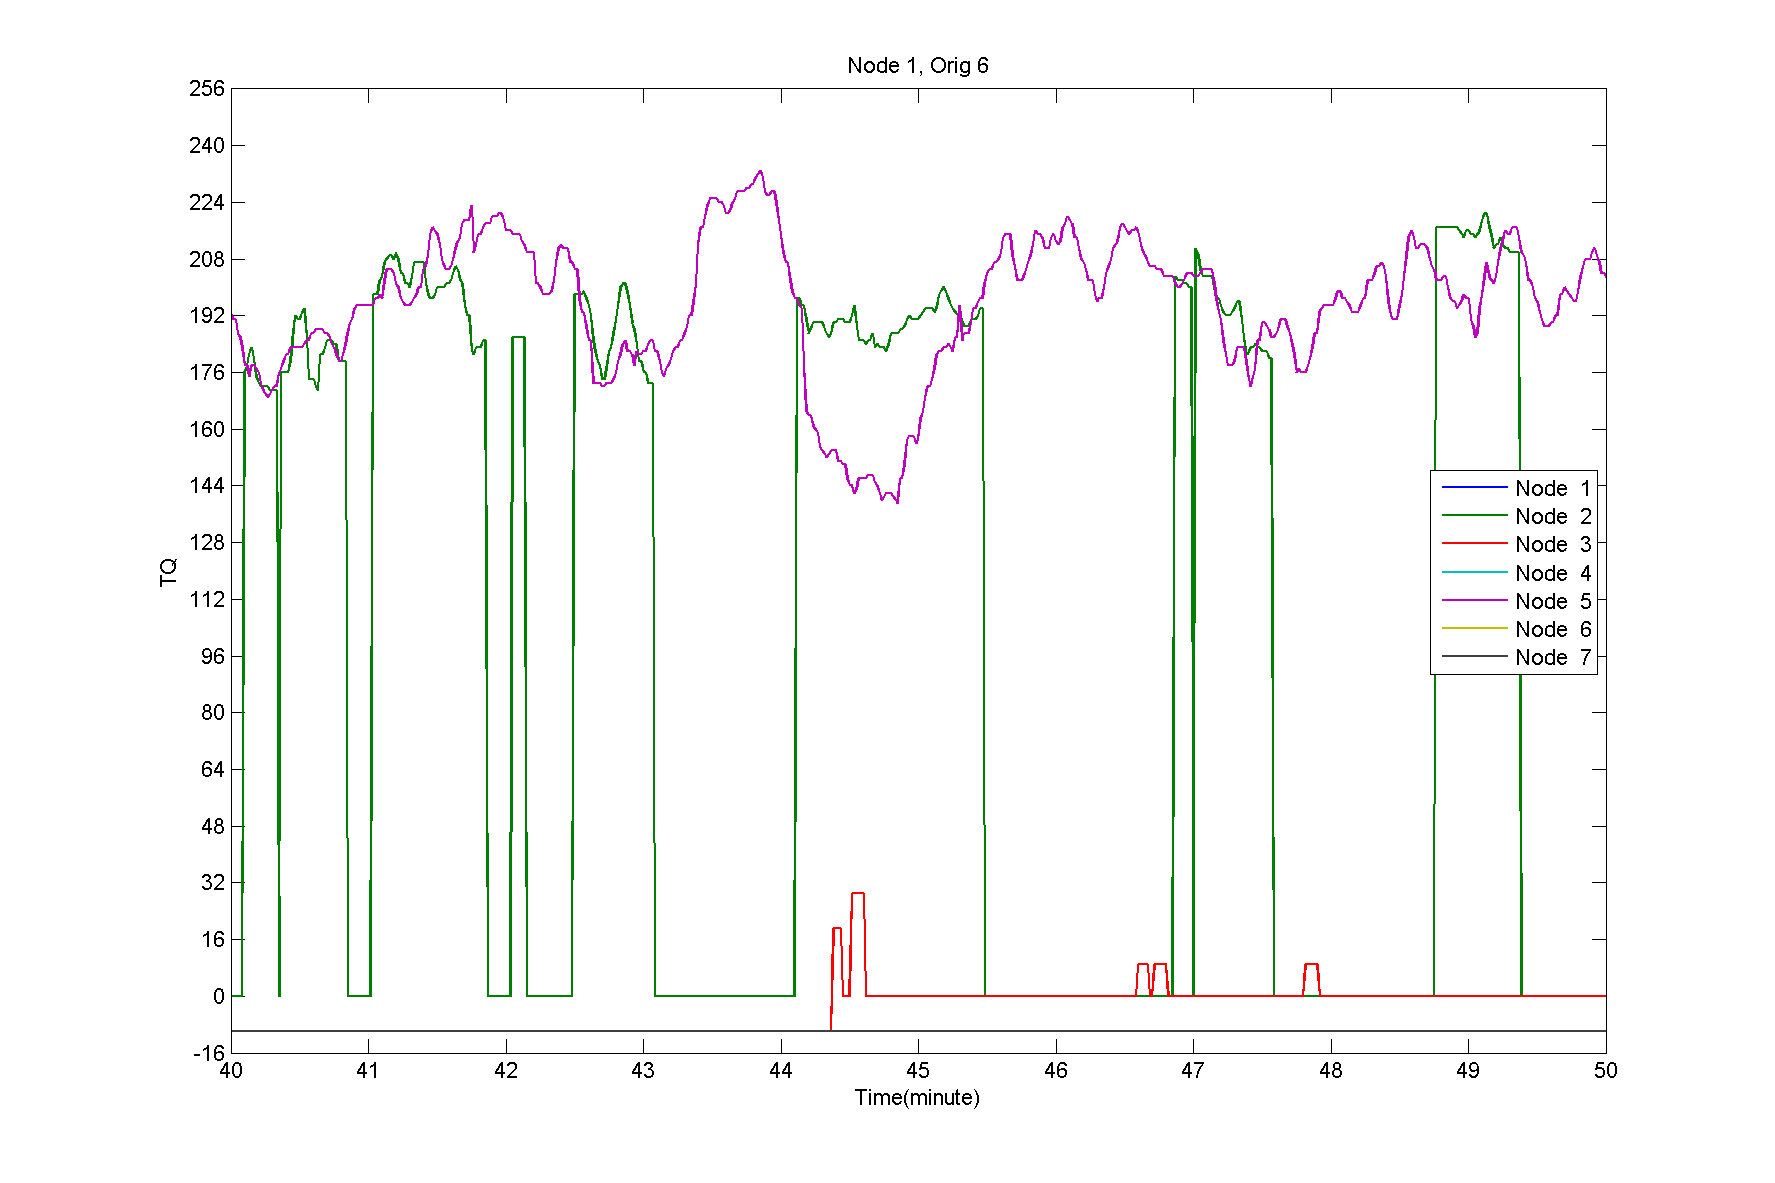 Node 1, Orig 6
256
240
224
208
192
176
160
144
128
112
96
80
64
48
32
16
0
-16
TQ
40 41 42 43 44 45 46 47 48 49 50
Time(minute)
Node 1
Node 2
Node 3
Node 4
Node 5
Node 6
Node 7